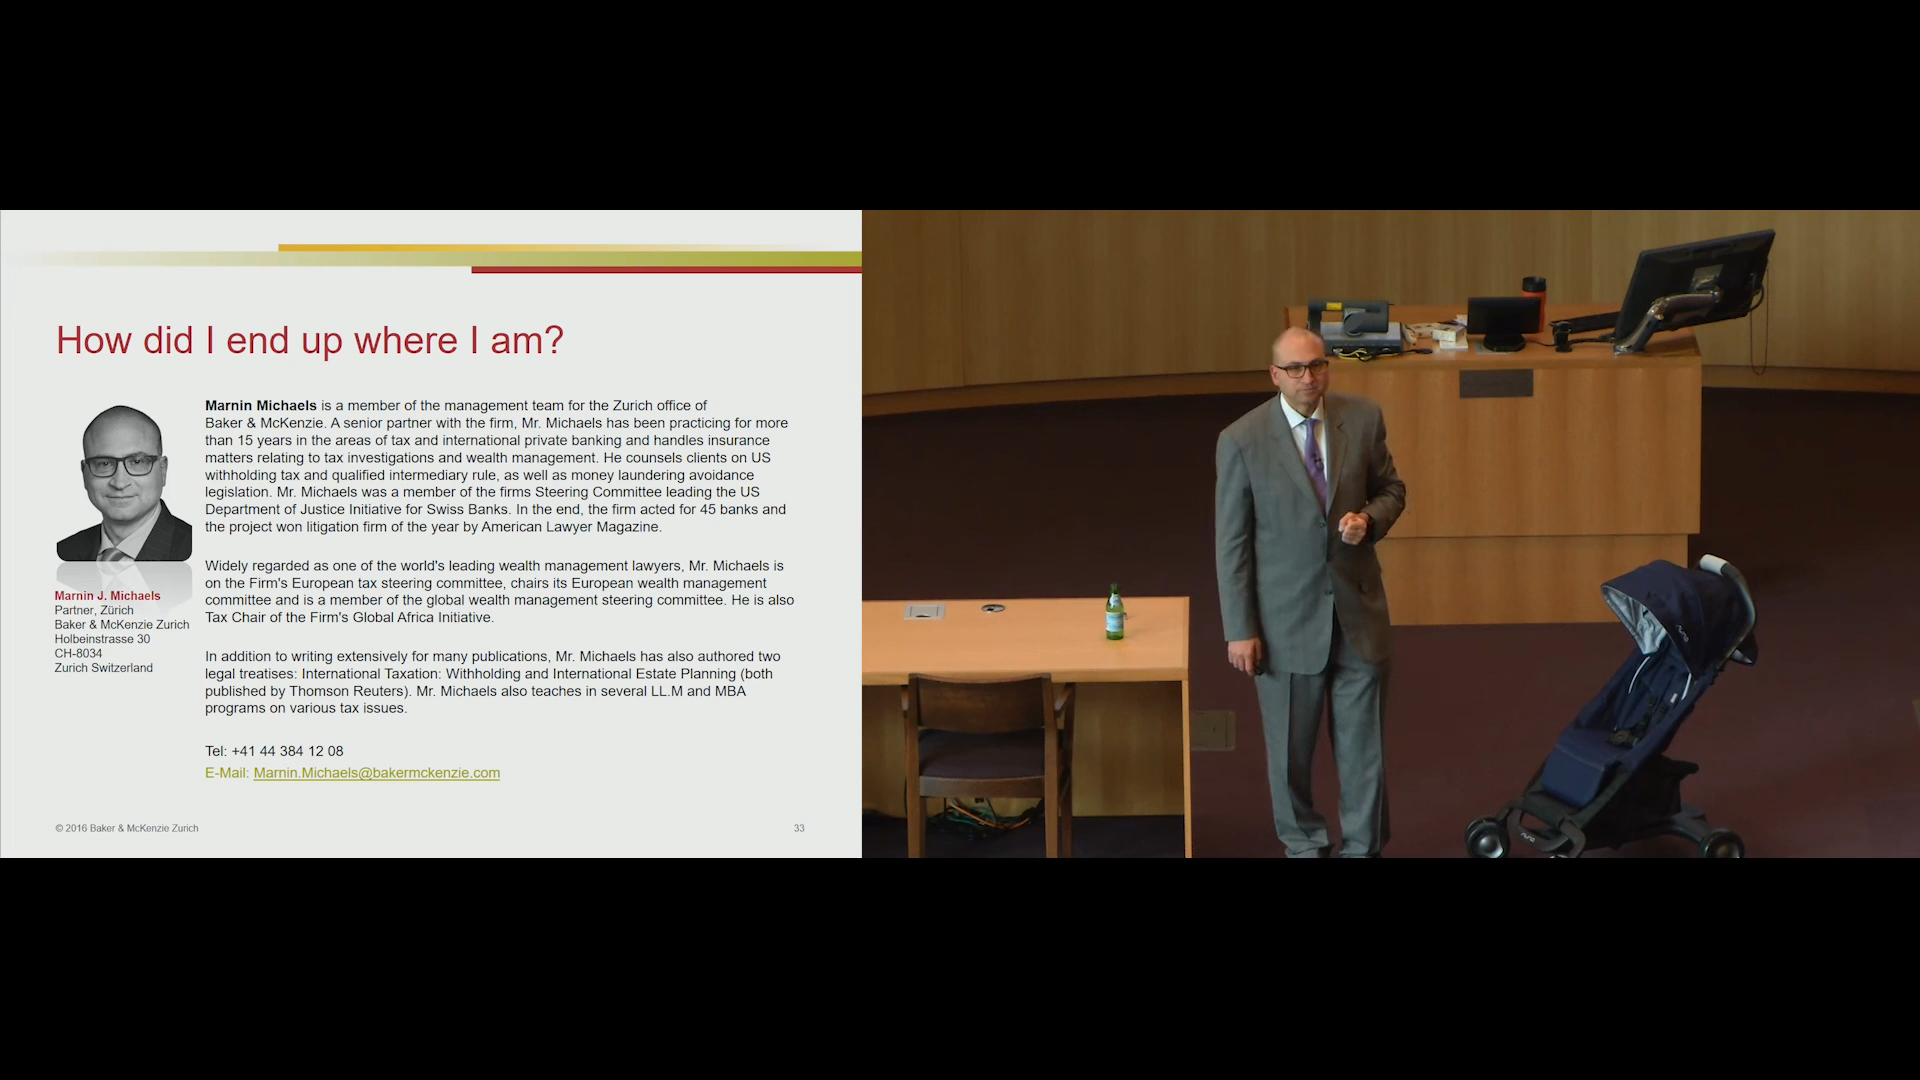 How did I end up where I am?
Marnin Michaels is a member of the management team for the Zurich office of
Baker & McKenzie. A senior partner with the firm, Mr. Michaels has been practicing for more
than 15 years in the areas of tax and international private banking and handles insurance
matters relating to tax investigations and wealth management. He counsels clients on US
withholding tax and qualified intermediary rule, as well as money laundering avoidance
legislation. Mr. Michaels was a member of the firms Steering Committee leading the US
Department of Justice Initiative for Swiss Banks. In the end, the firm acted for 45 banks and
the project won litigation firm of the year by American Lawyer Magazine.
Widely regarded as one of the world's leading wealth management lawyers, Mr. Michaels is
on the Firm's European tax steering committee, chairs its European wealth management
committee and is a member of the global wealth management steering committee. He is also
Tax Chair of the Firm's Global Africa Initiative.
In addition to writing extensively for many publications, Mr. Michaels has also authored two
legal treatises: International Taxation: Withholding and International Estate Planning (both
published by Thomson Reuters). Mr. Michaels also teaches in several LL.M and MBA
programs on various tax issues.
Tel: +41 44 384 12 08
E-Mail: Marnin.Michaels@bakermckenzie.com
Marnin J. Michaels
Partner, Zürich
Baker & McKenzie Zurich
Holbeinstrasse 30
CH-8034
Zurich Switzerland
© 2016 Baker & McKenzie Zurich
33
nuna
nuna